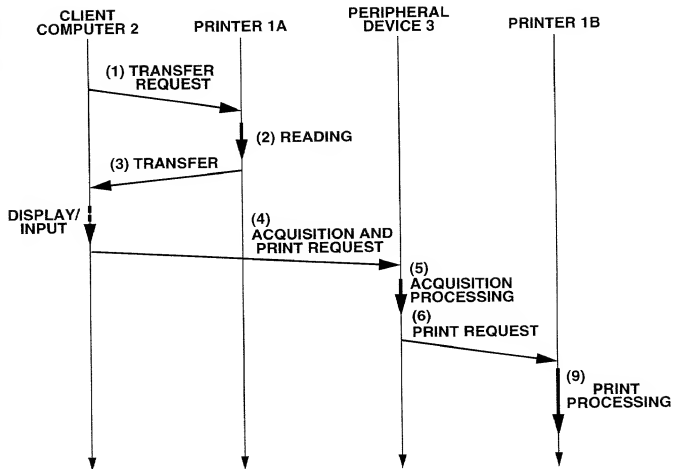 CLIENT
COMPUTER 2
PRINTER 1A
PERIPHERAL
DEVICE 3
PRINTER 1B
(1) TRANSFER
REQUEST
(2) READING
(3) TRANSFER
DISPLAY/
INPUT
(4)
ACQUISITION AND
PRINT REQUEST
(5)
ACQUISITION
PROCESSING
(6)
PRINT REQUEST
(9)
PRINT
PROCESSING